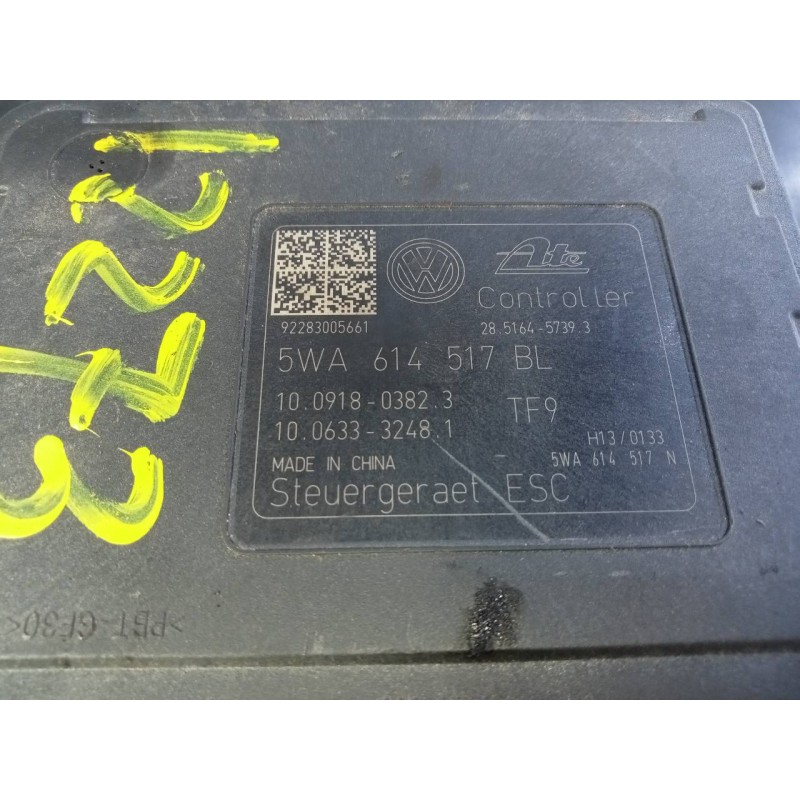 Ate
Controller
92283005661
28.5164-5739.3
5WA 614 517 BL
10.0918-0382.3
TF9
10.0633-3248.1
H13/0133
MADE IN CHINA
- 5WA 614 517 N
Steuergeraet ESC
>PBT-GF30<